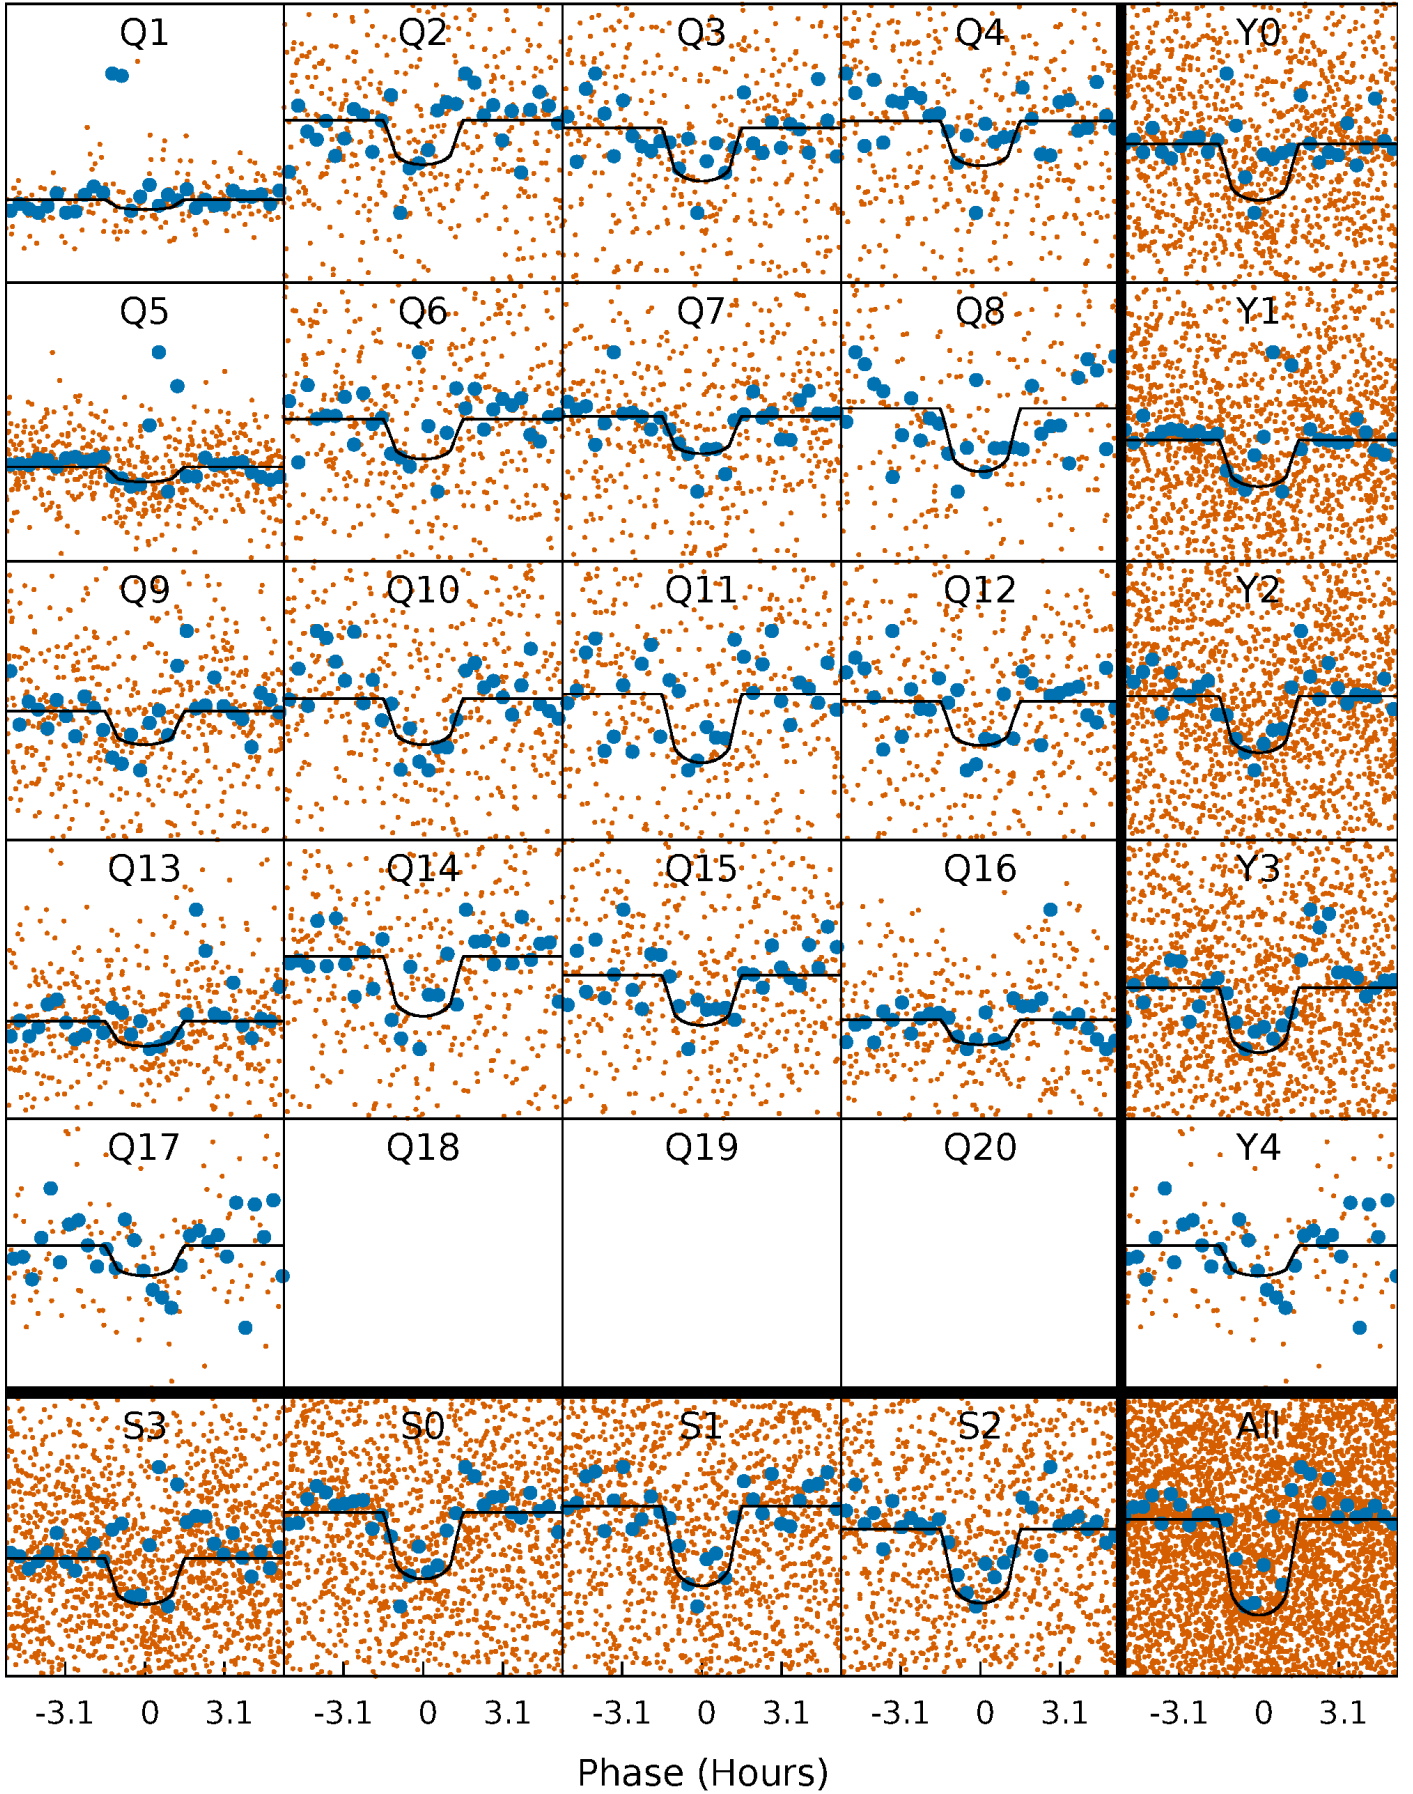 Q1 Q2 Q3 Q4 Y0
Q5 Q6 Q7 Q8 Y1
Q9 Q10 Q11 Q12 Y2
Q13 Q14 Q15 Q16 Y3
Q17 Q18 Q19 Q20 Y4
S3 S0 S1 S2 All
-3.1 0 3.1 -3.1 0 3.1 -3.1 0 3.1 -3.1 0 3.1 -3.1 0 3.1
Phase (Hours)